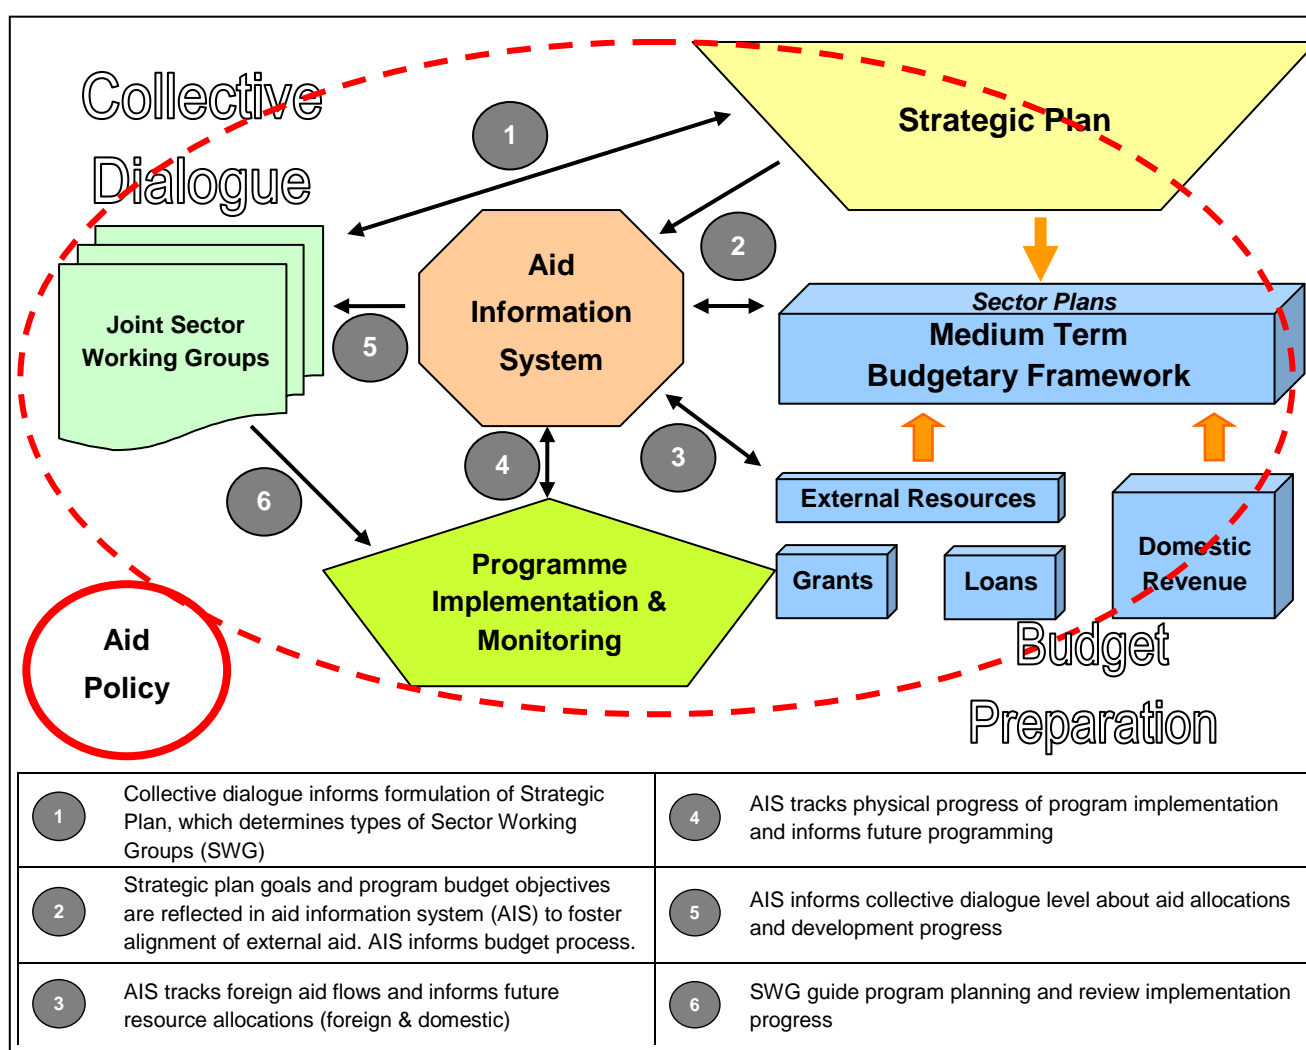 Collective
Dialogue
Strategic Plan
1
2
Aid
Information
System
Sector Plans
Medium Term
Budgetary Framework
Joint Sector
Working Groups
5
3
4
6
External Resources
Grants
Loans
Domestic
Revenue
Programme
Implementation &
Monitoring
Aid
Policy
Budget
Preparation
1
Collective dialogue informs formulation of Strategic
Plan, which determines types of Sector Working
Groups (SWG)
4
AIS tracks physical progress of program implementation
and informs future programming
2
Strategic plan goals and program budget objectives
are reflected in aid information system (AIS) to foster
alignment of external aid. AIS informs budget process.
5
AIS informs collective dialogue level about aid allocations
and development progress
3
AIS tracks foreign aid flows and informs future
resource allocations (foreign & domestic)
6
SWG guide program planning and review implementation
progress